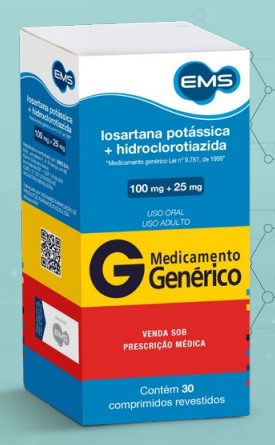 EMS
losartana potássica
+ hidroclorotiazida
"Medicamento genérico Lei nº 9.787, de 1999"
100 mg + 25 mg
USO ORAL
USO ADULTO
G Medicamento
Genérico
VENDA SOB
PRESCRIÇÃO MÉDICA
Contém 30
comprimidos revestidos
EMS
losartana potássica
+ hidroclorotiazida
100 mg + 25 mg